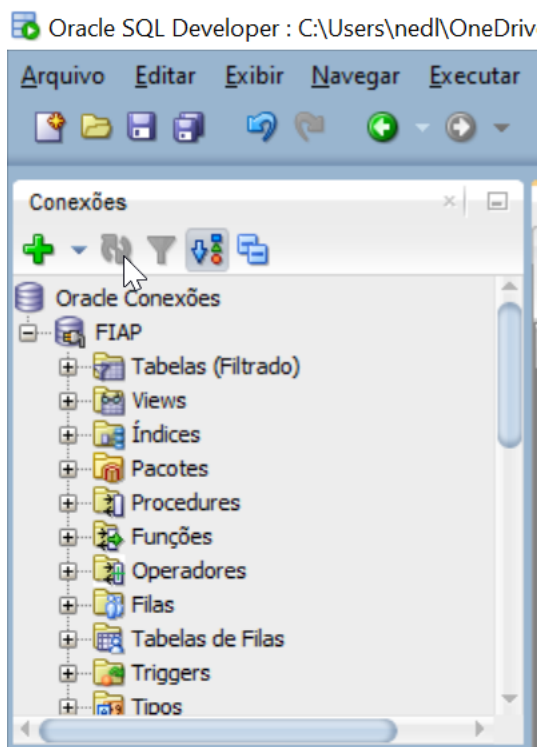 Oracle SQL Developer : C:\Users\nedl\OneDriv
Arquivo Editar Exibir Navegar Executar
Conexões
Oracle Conexões
FIAP
Tabelas (Filtrado)
Views
Índices
Pacotes
Procedures
Funções
Operadores
Filas
Tabelas de Filas
Triggers
Tipos